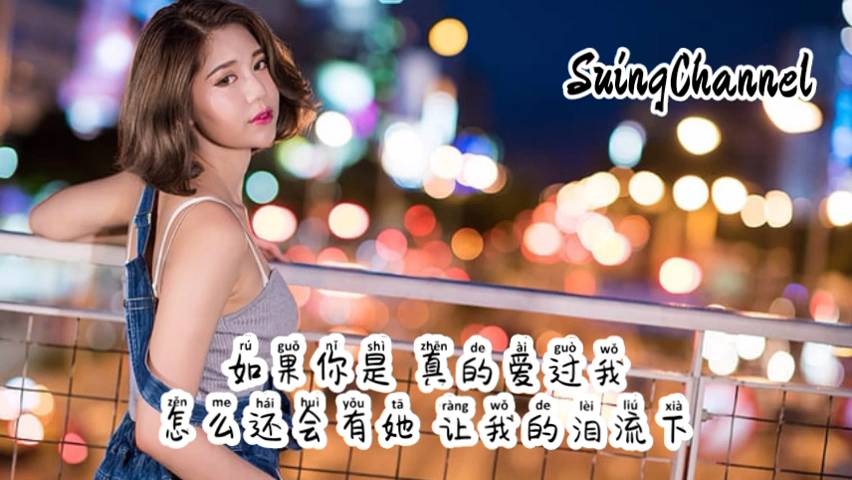 SuingChannel
rú guǒ nǐ shì zhēn de ài guò wǒ
如果你是 真的爱过我
zěn me hái huì yǒu tā ràng wǒ de lèi liú xià
怎么还会有她 让我的泪流下